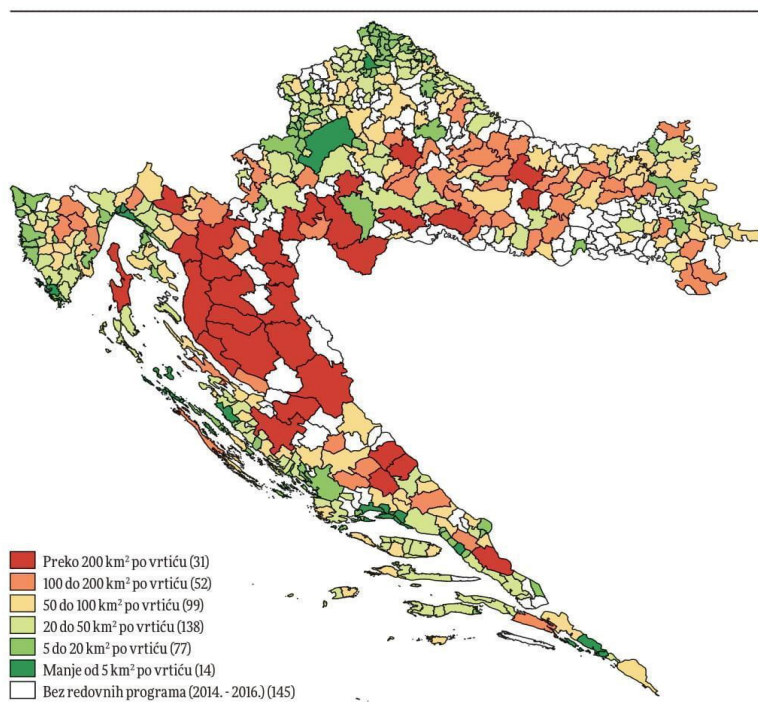 Preko 200 km² po vrtiću (31)
100 do 200 km² po vrtiću (52)
50 do 100 km² po vrtiću (99)
20 do 50 km² po vrtiću (138)
5 do 20 km² po vrtiću (77)
Manje od 5 km² po vrtiću (14)
Bez redovnih programa (2014. - 2016.) (145)